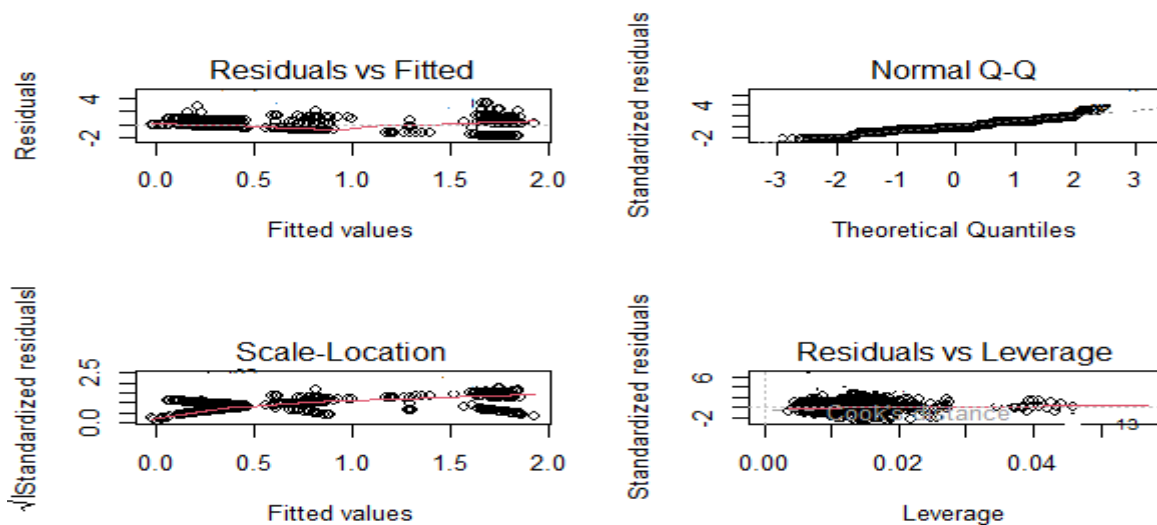 Residuals vs Fitted
Residuals
4
-2
0.0 0.5 1.0 1.5 2.0
Fitted values
Normal Q-Q
Standardized residuals
4
-2
-3 -2 -1 0 1 2 3
Theoretical Quantiles
Scale-Location
√|Standardized residuals|
2.5
0.0
0.0 0.5 1.0 1.5 2.0
Fitted values
Residuals vs Leverage
Standardized residuals
6
-2
Cook's distance
13
0.00 0.02 0.04
Leverage